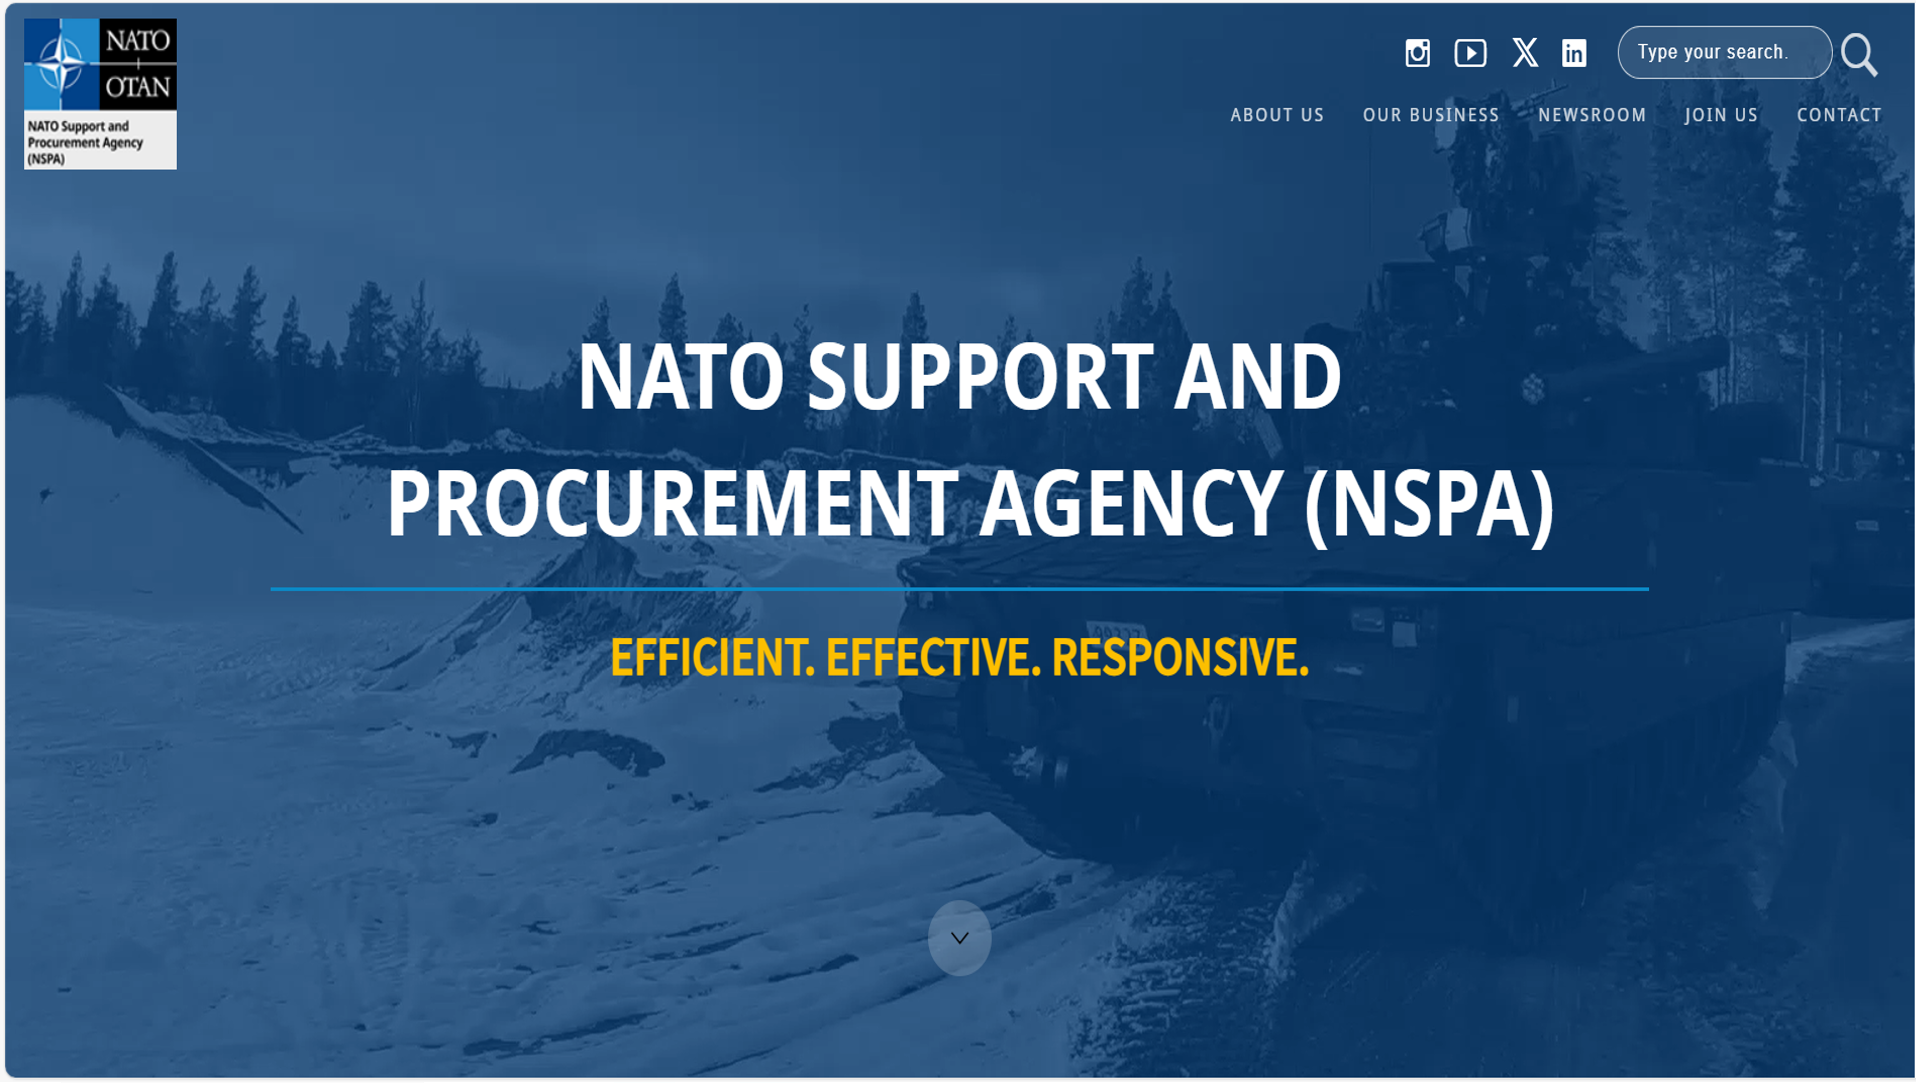 NATO
OTAN
NATO Support and
Procurement Agency
(NSPA)
Type your search.
ABOUT US
OUR BUSINESS
NEWSROOM
JOIN US
CONTACT
NATO SUPPORT AND
PROCUREMENT AGENCY (NSPA)
EFFICIENT. EFFECTIVE. RESPONSIVE.